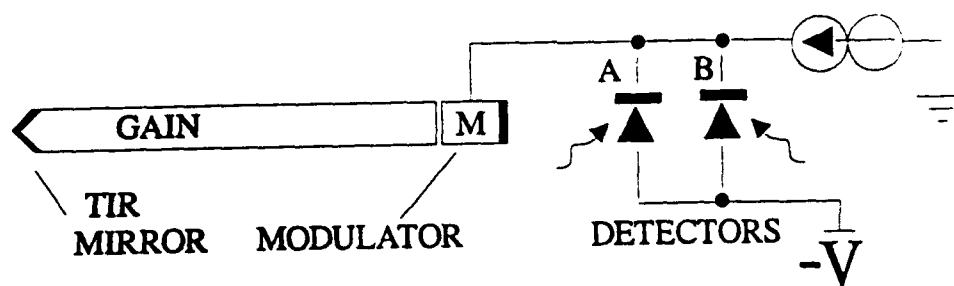 A
B
GAIN
M
TIR
MIRROR
MODULATOR
DETECTORS
-V